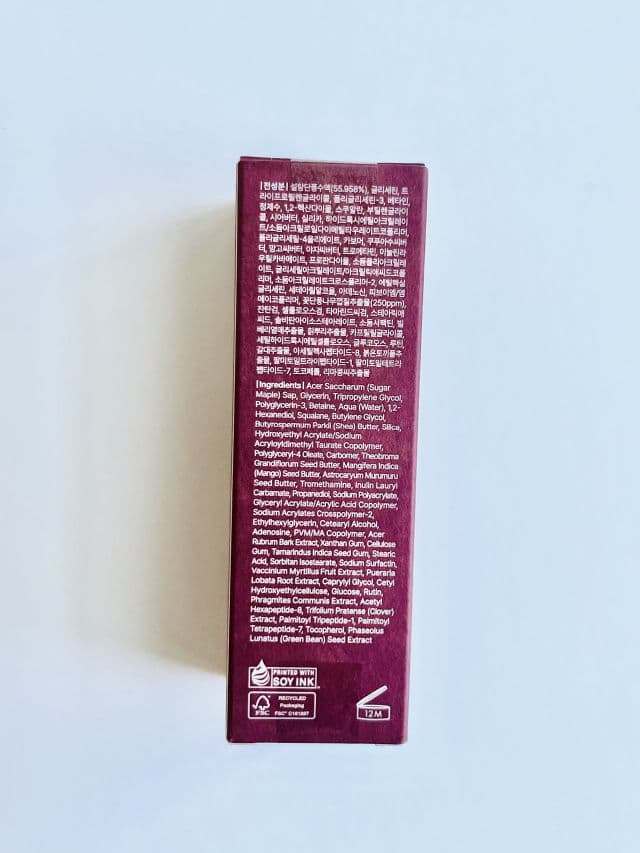 |전성분| 설탕단풍수액(55.958%), 글리세린, 트
라이프로필렌글라이콜, 폴리글리세린-3, 베타인,
정제수, 1,2-헥산다이올, 스쿠알란, 부틸렌글라이
콜, 시어버터, 실리카, 하이드록시에틸아크릴레이
트/소듐아크릴로일다이메틸타우레이트코폴리머,
폴리글리세릴-4올리에이트, 카보머, 쿠푸아수씨버
터, 망고씨버터, 야자씨버터, 트로메타민, 이눌린라
우릴카바메이트, 프로판다이올, 소듐폴리아크릴레
이트, 글리세릴아크릴레이트/아크릴릭애씨드코폴
리머, 소듐아크릴레이트크로스폴리머-2, 에틸헥실
글리세린, 세테아릴알코올, 아데노신, 피브이엠/엠
에이코폴리머, 꽃단풍나무껍질추출물(250ppm),
잔탄검, 셀룰로오스검, 타마린드씨검, 스테아릭애
씨드, 솔비탄아이소스테아레이트, 소듐서팩틴, 빌
베리열매추출물, 칡뿌리추출물, 카프릴릴글라이콜,
세틸하이드록시에틸셀룰로오스, 글루코오스, 루틴,
갈대추출물, 아세틸헥사펩타이드-8, 붉은토끼풀추
출물, 팔미토일트라이펩타이드-1, 팔미토일테트라
펩타이드-7, 토코페롤, 리마콩씨추출물
|Ingredients| Acer Saccharum (Sugar
Maple) Sap, Glycerin, Tripropylene Glycol,
Polyglycerin-3, Betaine, Aqua (Water), 1,2-
Hexanediol, Squalane, Butylene Glycol,
Butyrospermum Parkii (Shea) Butter, Silica,
Hydroxyethyl Acrylate/Sodium
Acryloyldimethyl Taurate Copolymer,
Polyglyceryl-4 Oleate, Carbomer, Theobroma
Grandiflorum Seed Butter, Mangifera Indica
(Mango) Seed Butter, Astrocaryum Murumuru
Seed Butter, Tromethamine, Inulin Lauryl
Carbamate, Propanediol, Sodium Polyacrylate,
Glyceryl Acrylate/Acrylic Acid Copolymer,
Sodium Acrylates Crosspolymer-2,
Ethylhexylglycerin, Cetearyl Alcohol,
Adenosine, PVM/MA Copolymer, Acer
Rubrum Bark Extract, Xanthan Gum, Cellulose
Gum, Tamarindus Indica Seed Gum, Stearic
Acid, Sorbitan Isostearate, Sodium Surfactin,
Vaccinium Myrtillus Fruit Extract, Pueraria
Lobata Root Extract, Caprylyl Glycol, Cetyl
Hydroxyethylcellulose, Glucose, Rutin,
Phragmites Communis Extract, Acetyl
Hexapeptide-8, Trifolium Pratense (Clover)
Extract, Palmitoyl Tripeptide-1, Palmitoyl
Tetrapeptide-7, Tocopherol, Phaseolus
Lunatus (Green Bean) Seed Extract
PRINTED WITH
SOY INK
FSC
RECYCLED
Packaging
FSC®
12M